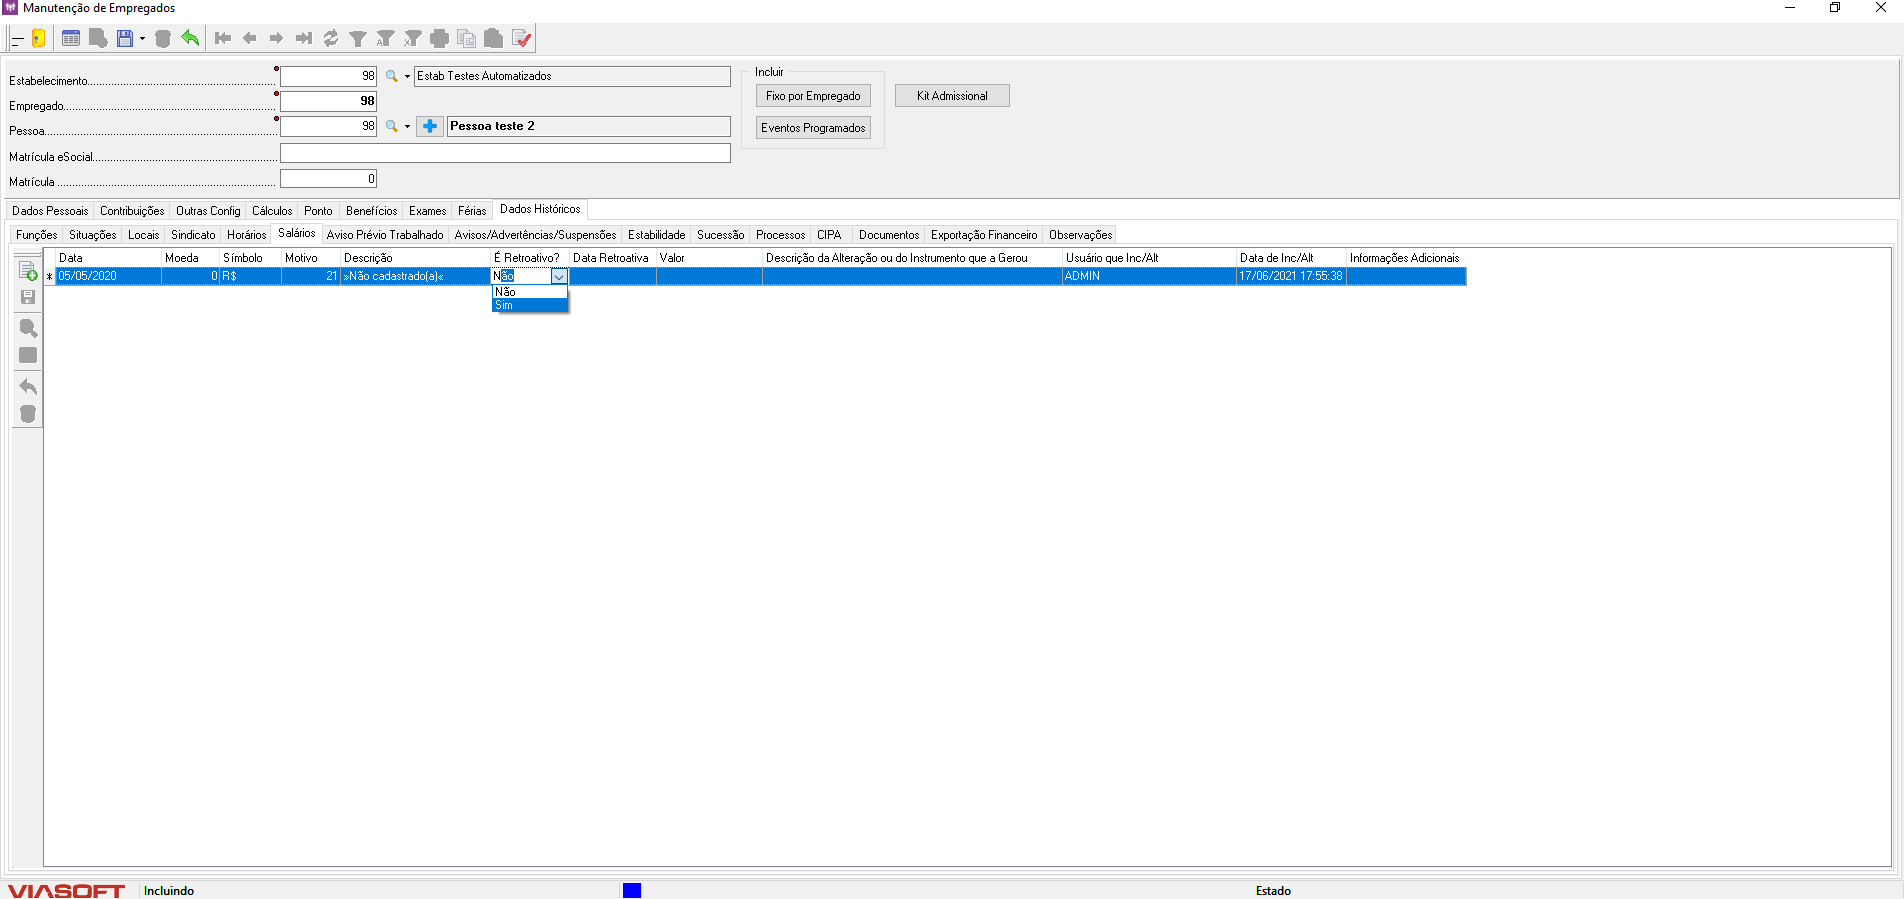 Manutenção de Empregados
Estabelecimento 98 Estab Testes Automatizados
Empregado 98
Pessoa 98 Pessoa teste 2
Matrícula eSocial
Matrícula 0
Incluir
Fixo por Empregado
Eventos Programados
Kit Admissional
Dados Pessoais Contribuições Outras Config Cálculos Ponto Benefícios Exames Férias Dados Históricos
Funções Situações Locais Sindicato Horários Salários Aviso Prévio Trabalhado Avisos/Advertências/Suspensões Estabilidade Sucessão Processos CIPA Documentos Exportação Financeiro Observações
Data Moeda Símbolo Motivo Descrição É Retroativo? Data Retroativa Valor Descrição da Alteração ou do Instrumento que a Gerou Usuário que Inc/Alt Data de Inc/Alt Informações Adicionais
05/05/2020 0 R$ 21 »Não cadastrado(a)« Não ADMIN 17/06/2021 17:55:38
Não
Sim
VIASOFT Incluindo Estado